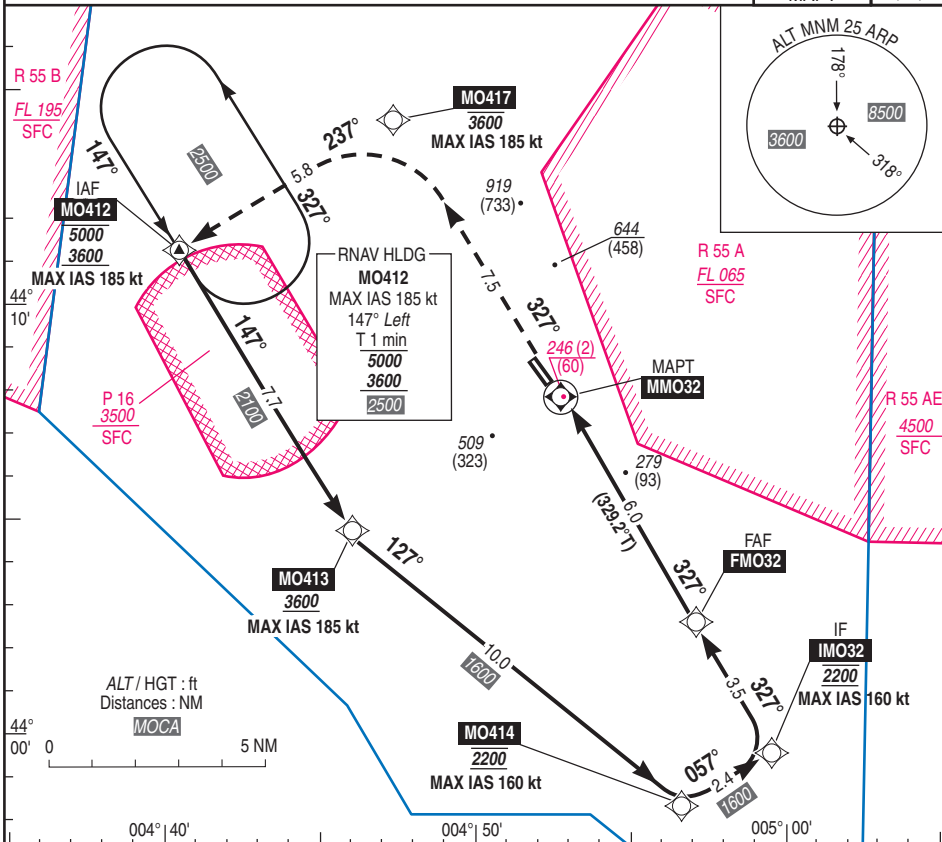 R 55 B
FL 195
SFC
147°
IAF
MO412
5000
3600
MAX IAS 185 kt
2500
327°
5.8
237°
MO417
3600
MAX IAS 185 kt
ALT MNM 25 ARP
178°
3600
8500
318°
919
(733)
644
(458)
R 55 A
FL 065
SFC
RNAV HLDG
MO412
MAX IAS 185 kt
147° Left
T 1 min
5000
3600
2500
7.5
327°
246 (2)
(60)
MAPT
MMO32
44°
10'
147°
7.7
2100
P 16
3500
SFC
509
(323)
279
(93)
R 55 AE
4500
SFC
6.0
(329.2°T)
327°
FAF
FMO32
MO413
3600
MAX IAS 185 kt
127°
10.0
1600
IF
IMO32
2200
MAX IAS 160 kt
3.5
327°
ALT / HGT : ft
Distances : NM
MOCA
0
5 NM
44°
00'
MO414
2200
MAX IAS 160 kt
057°
2.4
1600
004° 40'
004° 50'
005° 00'